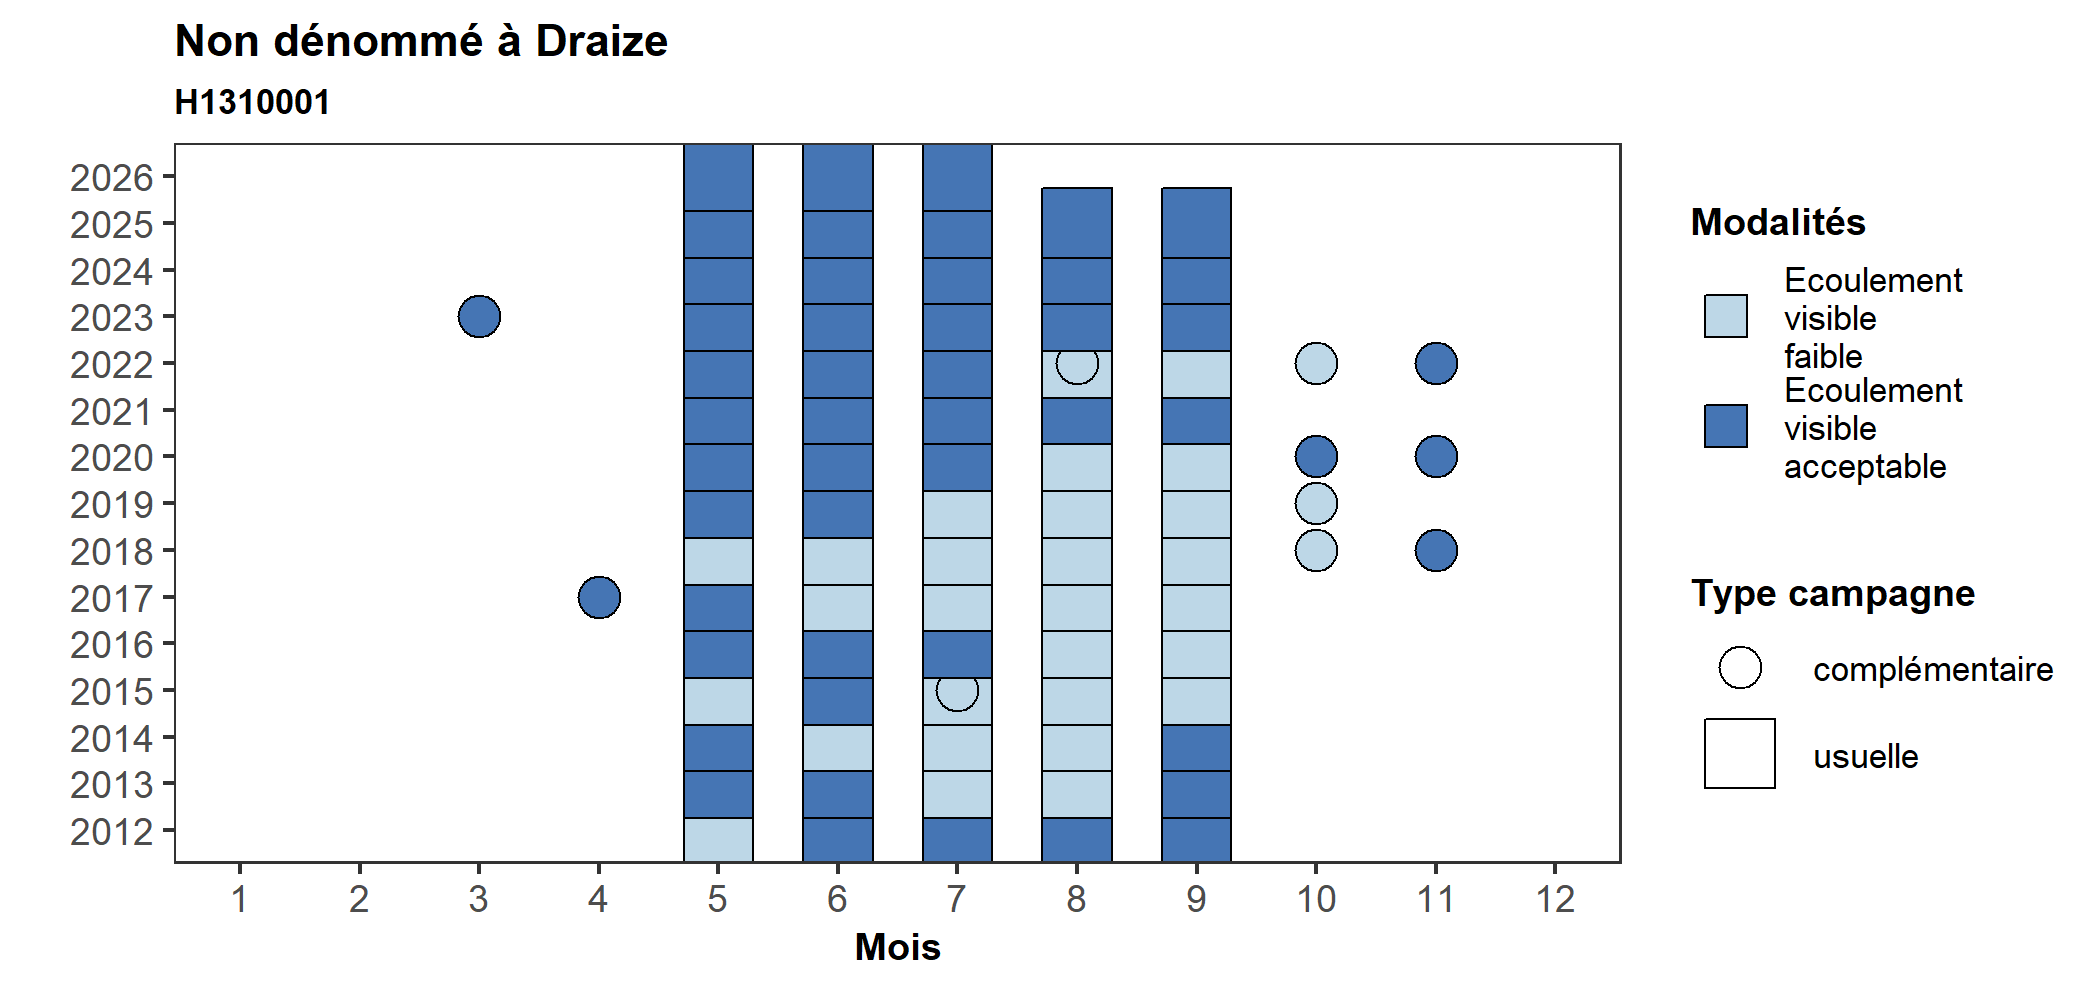 Non dénommé à Draize
H1310001
2026
2025
2024
2023
2022
2021
2020
2019
2018
2017
2016
2015
2014
2013
2012
1 2 3 4 5 6 7 8 9 10 11 12
Mois
Modalités
Ecoulement
visible
faible
Ecoulement
visible
acceptable
Type campagne
complémentaire
usuelle